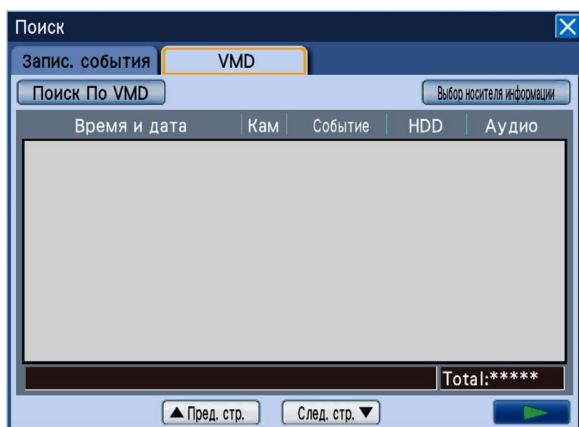 Поиск
Запис. события VMD
Поиск По VMD Выбор носителя информации
Время и дата Кам Событие HDD Аудио
Total:*****
▲ Пред. стр. След. стр. ▼